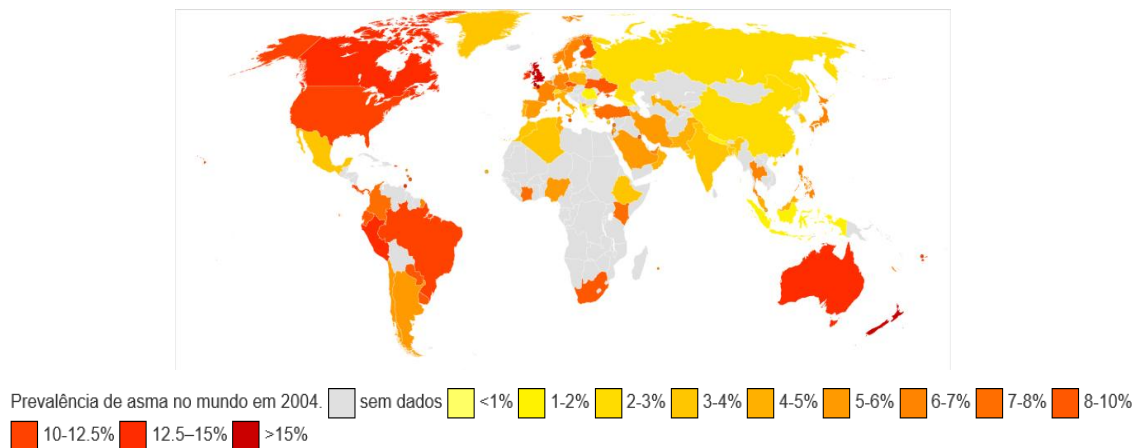 Prevalência de asma no mundo em 2004. sem dados <1% 1-2% 2-3% 3-4% 4-5% 5-6% 6-7% 7-8% 8-10%
10-12.5% 12.5–15% >15%